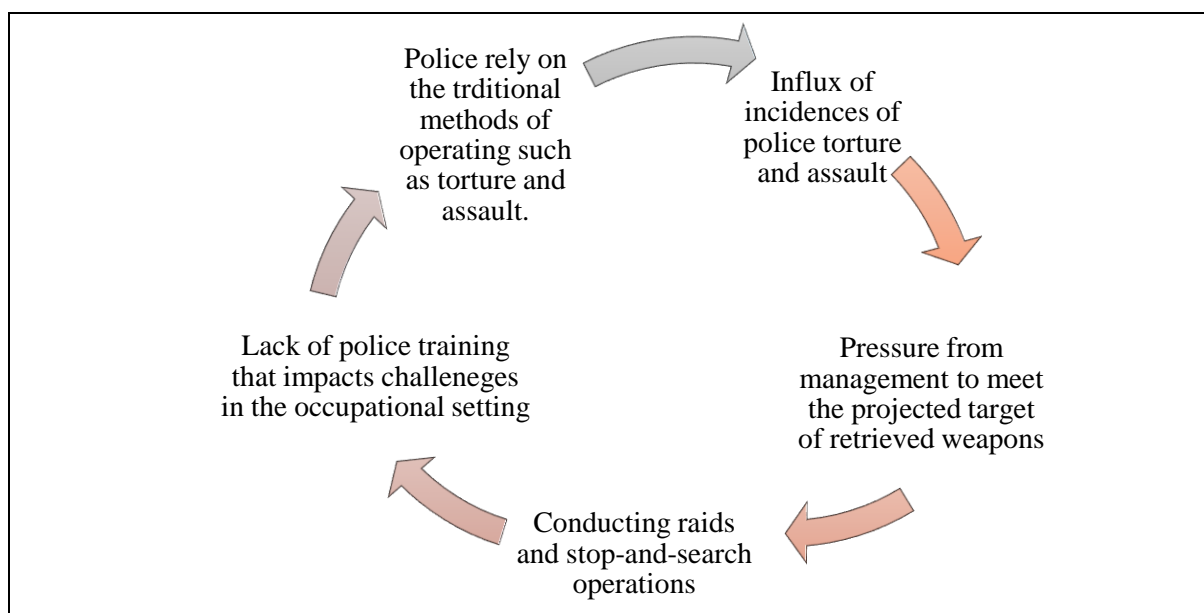 Police rely on
the trditional
methods of
operating such
as torture and
assault.
Influx of
incidences of
police torture
and assault
Pressure from
management to meet
the projected target
of retrieved weapons
Conducting raids
and stop-and-search
operations
Lack of police training
that impacts challeneges
in the occupational setting